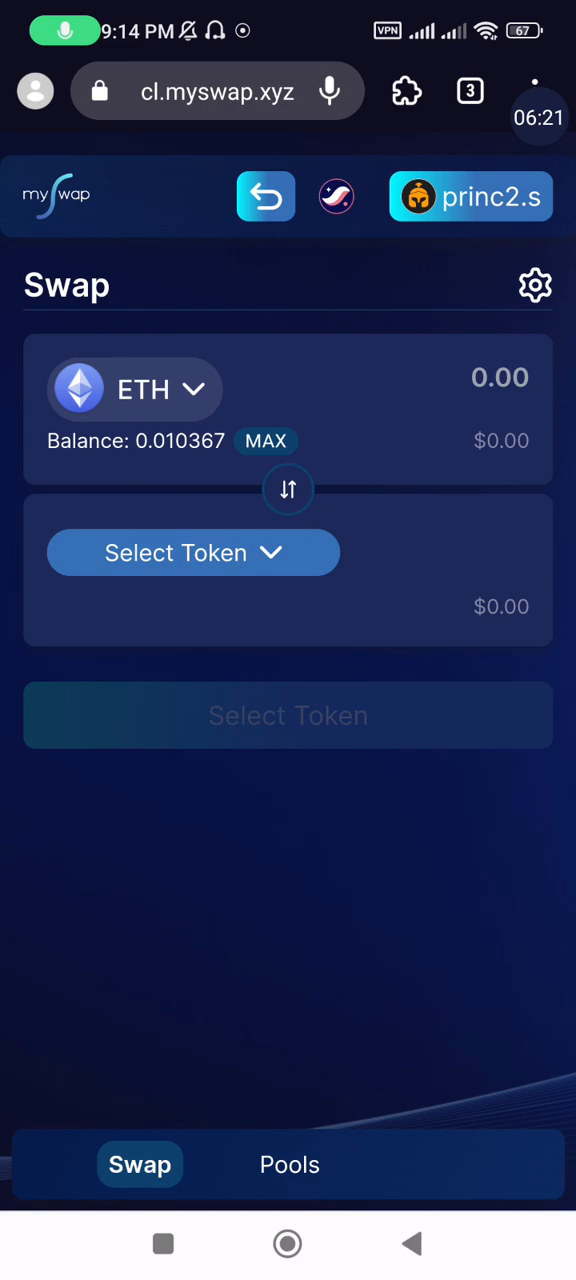 9:14 PM VPN 67
cl.myswap.xyz 3
06:21
my swap princ2.s
Swap
ETH 0.00
Balance: 0.010367 MAX $0.00
Select Token
$0.00
Select Token
Swap Pools